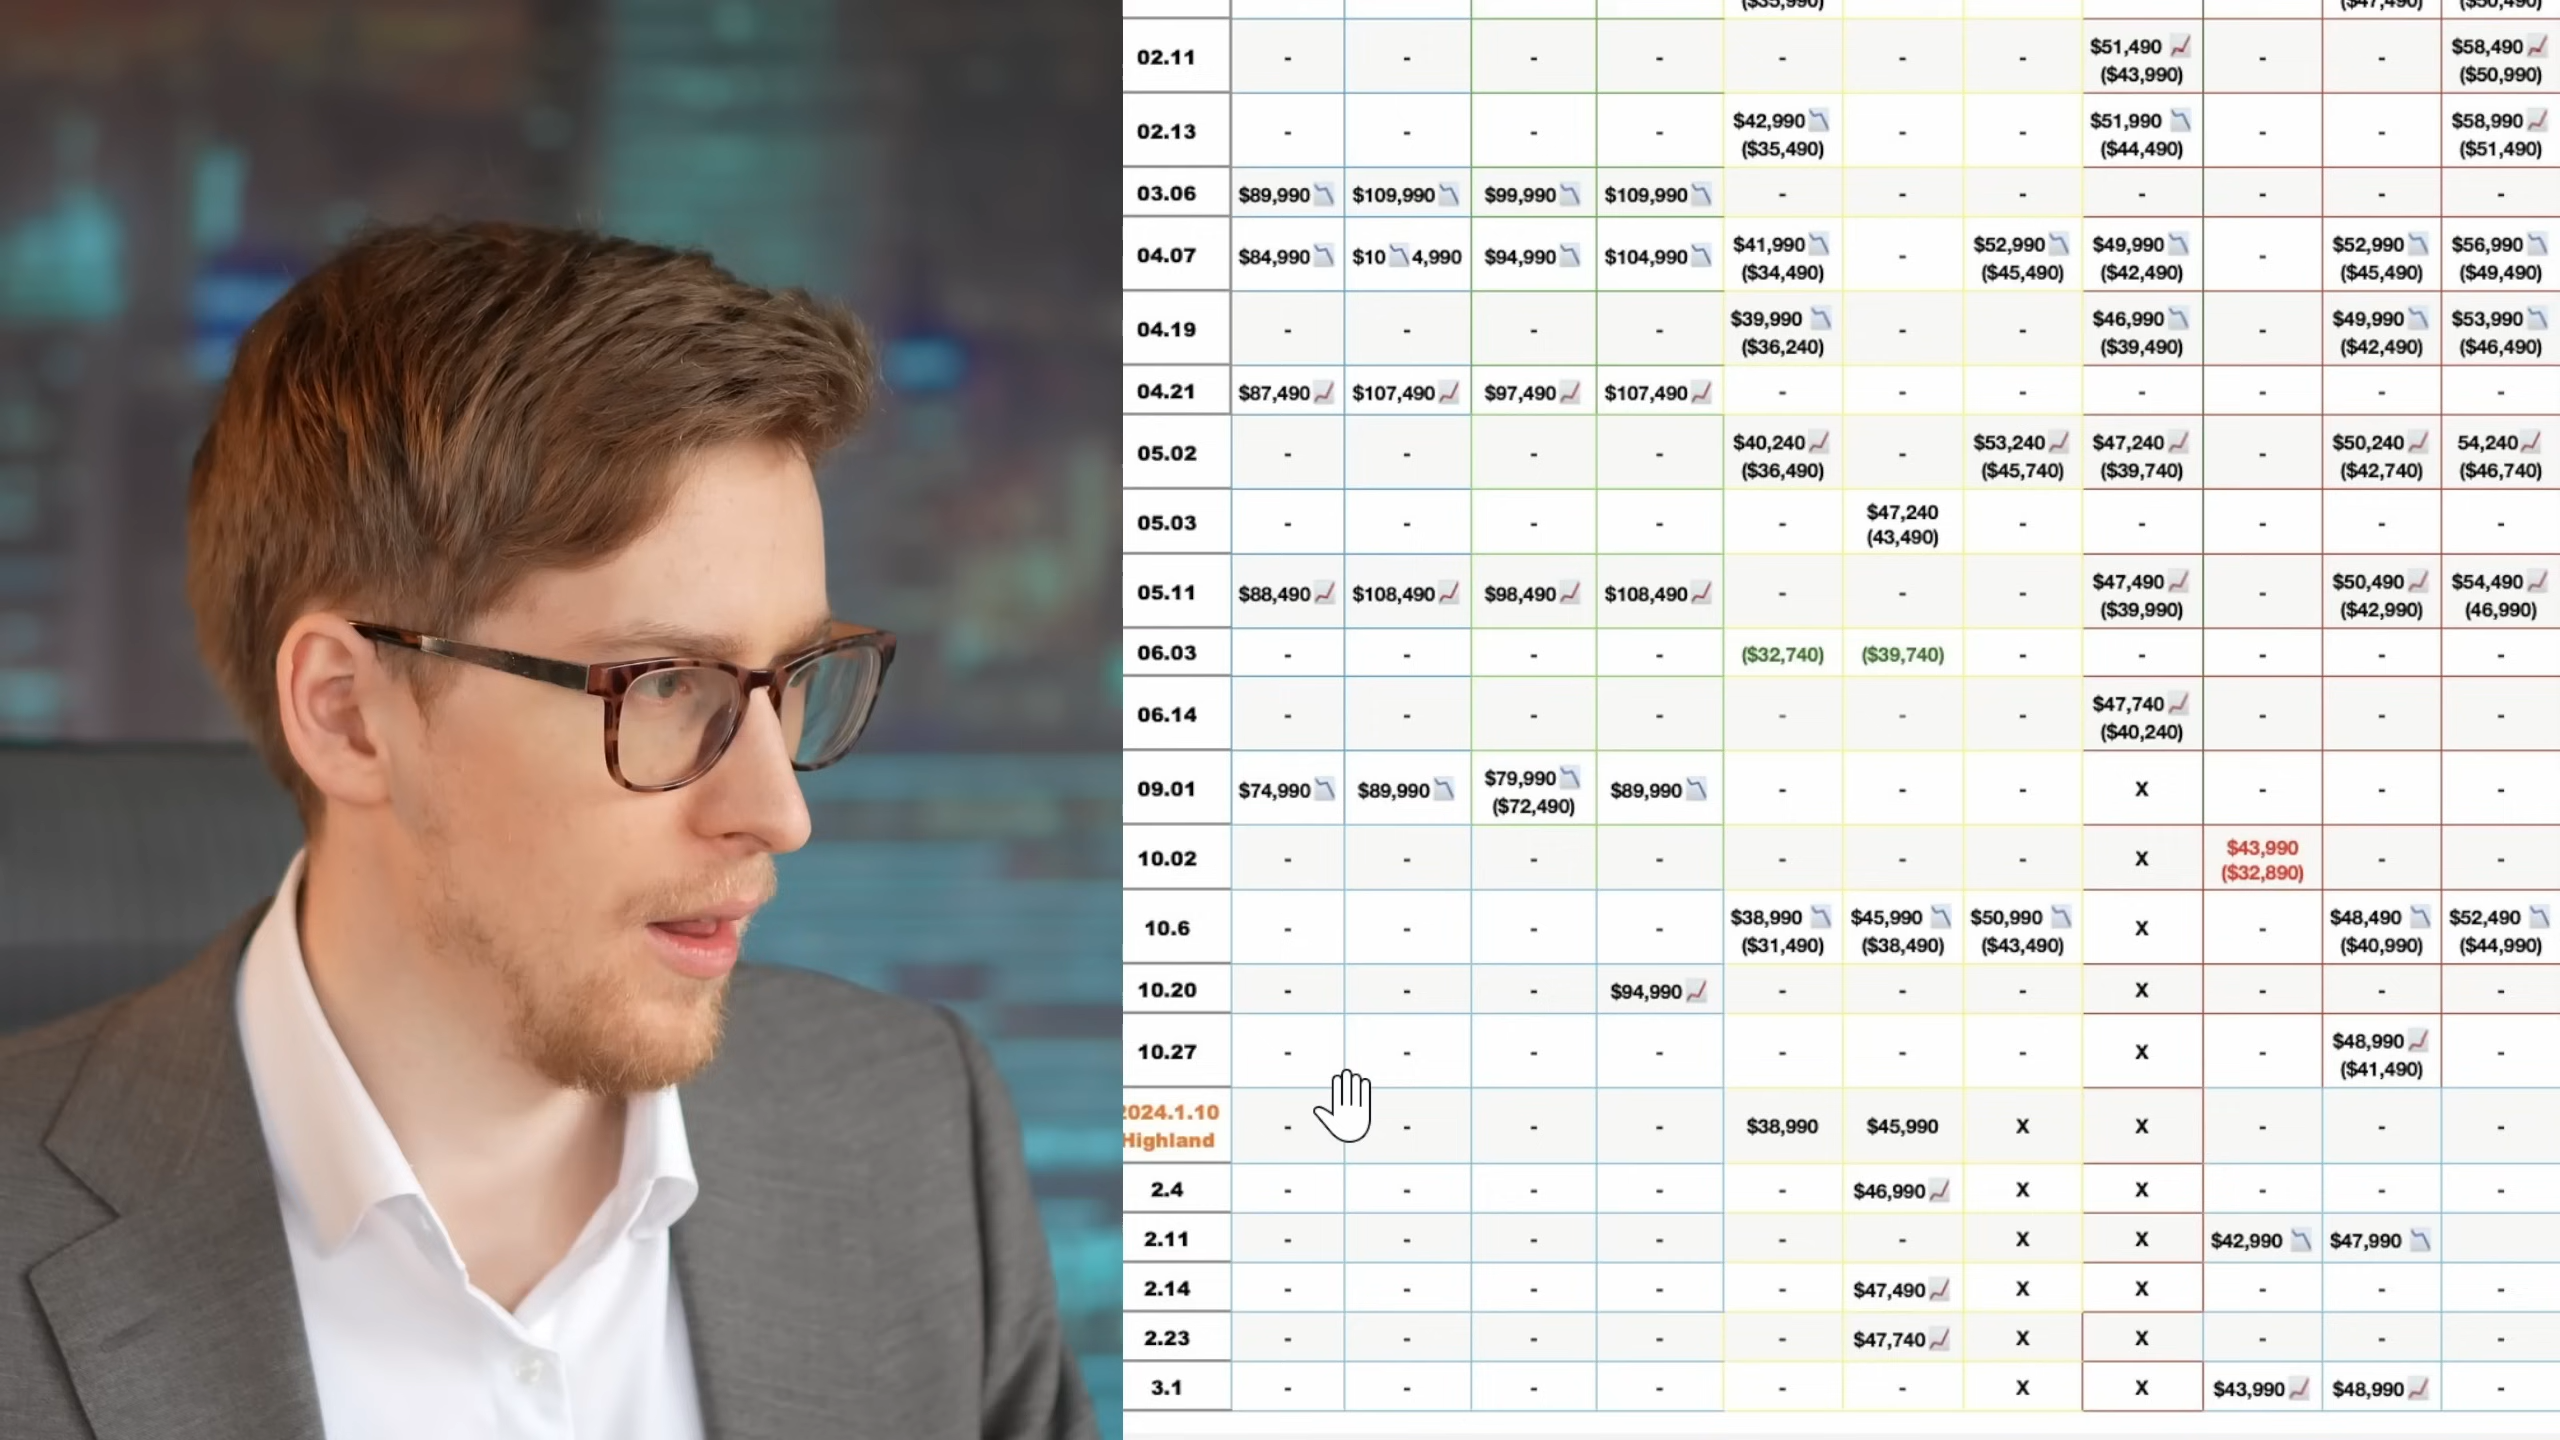 ($35,990) ($47,490) ($50,490)
02.11 - - - - - - - $51,490 - - $58,490
($43,990) ($50,990)
02.13 - - - - $42,990 - - $51,990 - - $58,990
($35,490) ($44,490) ($51,490)
03.06 $89,990 $109,990 $99,990 $109,990 - - - - - - -
04.07 $84,990 $10 4,990 $94,990 $104,990 $41,990 - $52,990 $49,990 - $52,990 $56,990
($34,490) ($45,490) ($42,490) ($45,490) ($49,490)
04.19 - - - - $39,990 - - $46,990 - $49,990 $53,990
($36,240) ($39,490) ($42,490) ($46,490)
04.21 $87,490 $107,490 $97,490 $107,490 - - - - - - -
05.02 - - - - $40,240 - $53,240 $47,240 - $50,240 54,240
($36,490) ($45,740) ($39,740) ($42,740) ($46,740)
05.03 - - - - - $47,240 - - - - -
(43,490)
05.11 $88,490 $108,490 $98,490 $108,490 - - - $47,490 - $50,490 $54,490
($39,990) ($42,990) (46,990)
06.03 - - - - ($32,740) ($39,740) - - - - -
06.14 - - - - - - - $47,740 - - -
($40,240)
09.01 $74,990 $89,990 $79,990 $89,990 - - - X - - -
($72,490)
10.02 - - - - - - - X $43,990 - -
($32,890)
10.6 - - - - $38,990 $45,990 $50,990 X - $48,490 $52,490
($31,490) ($38,490) ($43,490) ($40,990) ($44,990)
10.20 - - - $94,990 - - - X - - -
10.27 - - - - - - - X - $48,990 -
($41,490)
2024.1.10 - - - - $38,990 $45,990 X X - - -
Highland
2.4 - - - - - $46,990 X X - - -
2.11 - - - - - - X X $42,990 $47,990
2.14 - - - - - $47,490 X X - - -
2.23 - - - - - $47,740 X X - - -
3.1 - - - - - - X X $43,990 $48,990 -